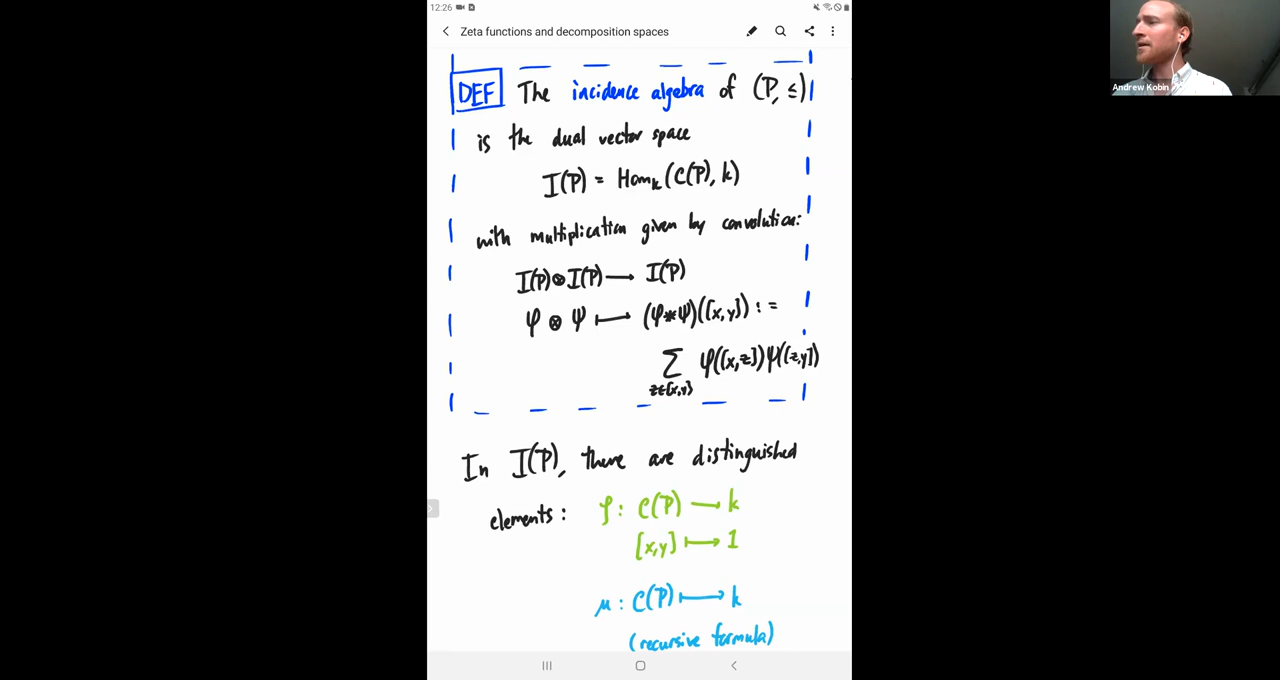 12:26
Zeta functions and decomposition spaces
Andrew Kobin
DEF The incidence algebra of (P, ≤)
is the dual vector space
I(P) = Homₖ(C(P), k)
with multiplication given by convolution:
I(P)⊗I(P) → I(P)
φ ⊗ ψ ↦ (φ*ψ)([x,y]) :=
∑ φ([x,z])ψ([z,y])
z∈[x,y]
In I(P), there are distinguished
elements: ζ: C(P) → k
[x,y] ↦ 1
μ: C(P) ↦ k
(recursive formula)